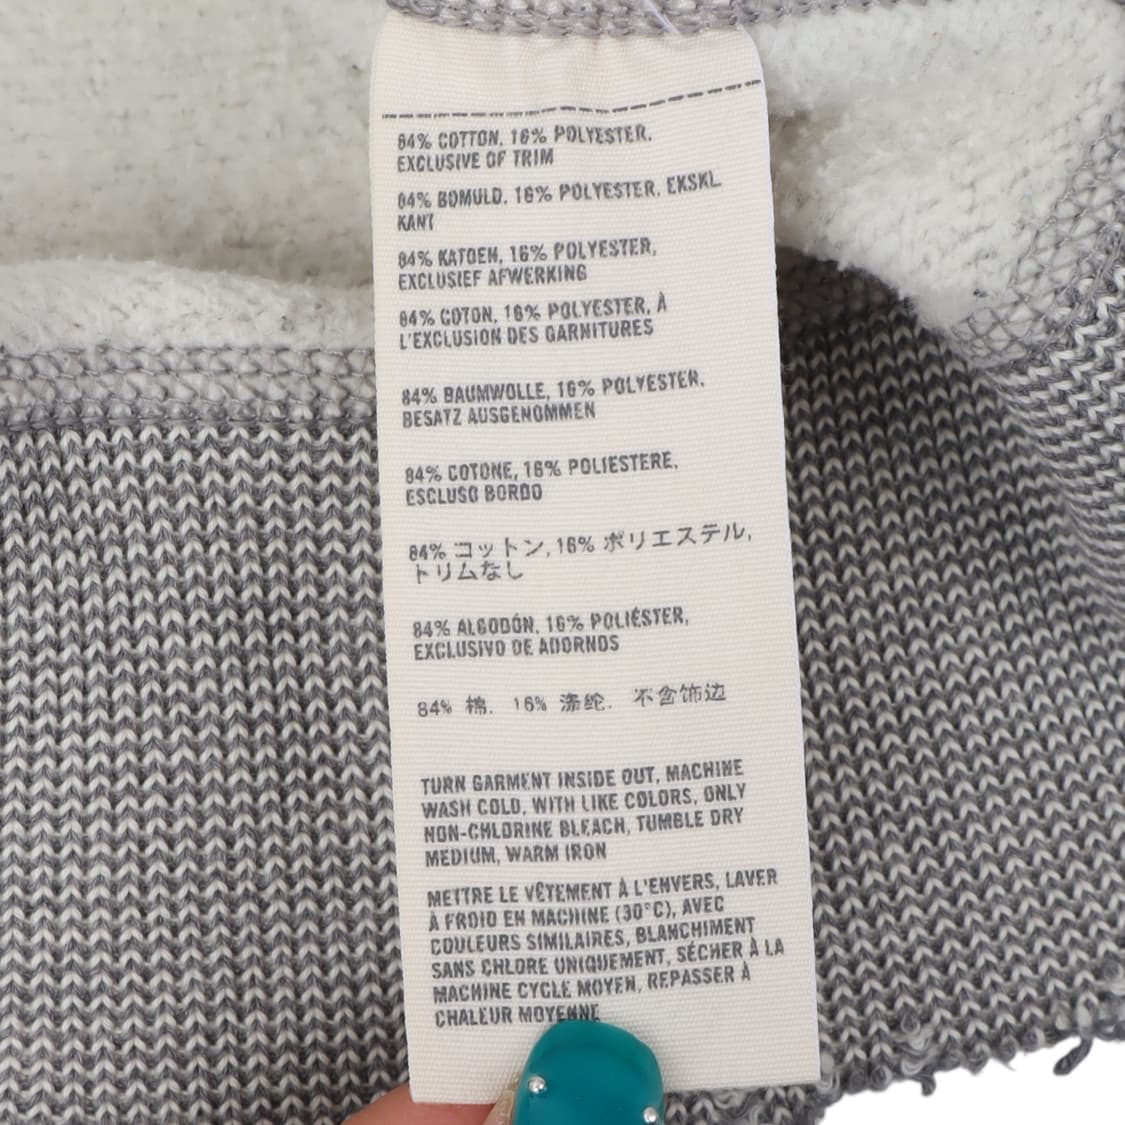 84% COTTON, 16% POLYESTER,
EXCLUSIVE OF TRIM
84% BOMULD, 16% POLYESTER, EKSKL
KANT
84% KATOEN, 16% POLYESTER,
EXCLUSIEF AFWERKING
84% COTON, 16% POLYESTER, À
L'EXCLUSION DES GARNITURES
84% BAUMWOLLE, 16% POLYESTER,
BESATZ AUSGENOMMEN
84% COTONE, 16% POLIESTERE,
ESCLUSO BORDO
84% コットン, 16% ポリエステル,
トリムなし
84% ALGODÓN, 16% POLIÉSTER,
EXCLUSIVO DE ADORNOS
84% 棉, 16% 涤纶, 不含饰边
TURN GARMENT INSIDE OUT, MACHINE
WASH COLD, WITH LIKE COLORS, ONLY
NON-CHLORINE BLEACH, TUMBLE DRY
MEDIUM, WARM IRON
METTRE LE VÊTEMENT À L'ENVERS, LAVER
À FROID EN MACHINE (30°C), AVEC
COULEURS SIMILAIRES, BLANCHIMENT
SANS CHLORE UNIQUEMENT, SÉCHER À LA
MACHINE CYCLE MOYEN, REPASSER À
CHALEUR MOYENNE